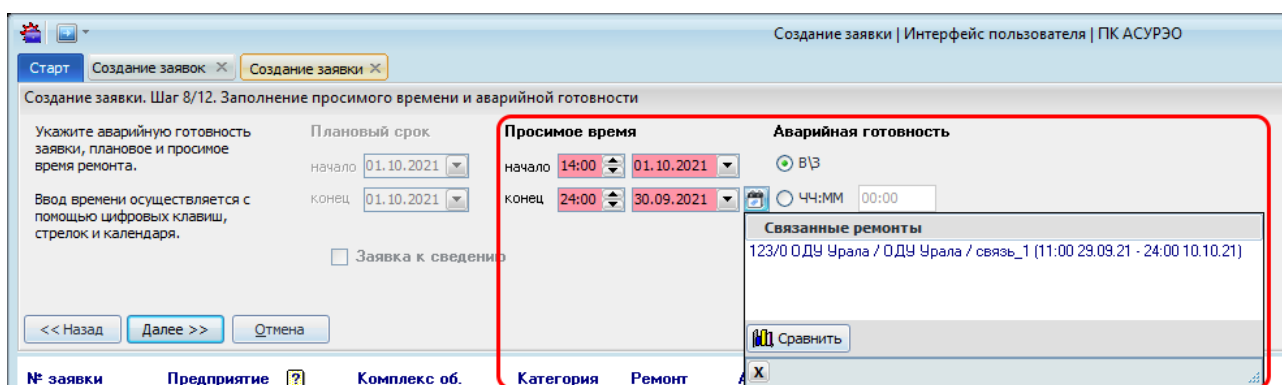 Создание заявки | Интерфейс пользователя | ПК АСУРЭО
Старт Создание заявок Создание заявки
Создание заявки. Шаг 8/12. Заполнение просимого времени и аварийной готовности
Укажите аварийную готовность
заявки, плановое и просимое
время ремонта.
Ввод времени осуществляется с
помощью цифровых клавиш,
стрелок и календаря.
Плановый срок
начало 01.10.2021
конец 01.10.2021
Заявка к сведению
Просимое время
начало 14:00 01.10.2021
конец 24:00 30.09.2021
Аварийная готовность
В\З
ЧЧ:ММ 00:00
Связанные ремонты
123/0 ОДУ Урала / ОДУ Урала / связь_1 (11:00 29.09.21 - 24:00 10.10.21)
Сравнить
X
<< Назад Далее >> Отмена
№ заявки Предприятие ? Комплекс об. Категория Ремонт